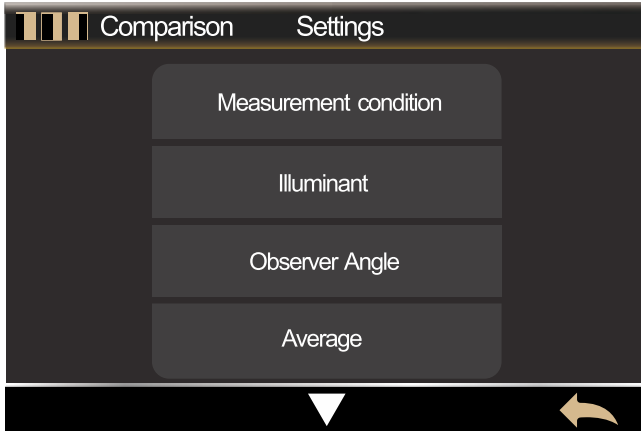 Comparison Settings
Measurement condition
Illuminant
Observer Angle
Average